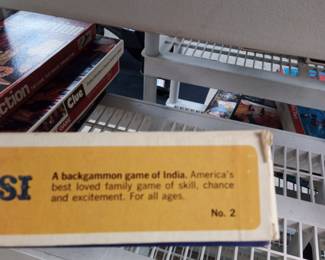 ction
Clue
SI
A backgammon game of India. America's
best loved family game of skill, chance
and excitement. For all ages.
No. 2